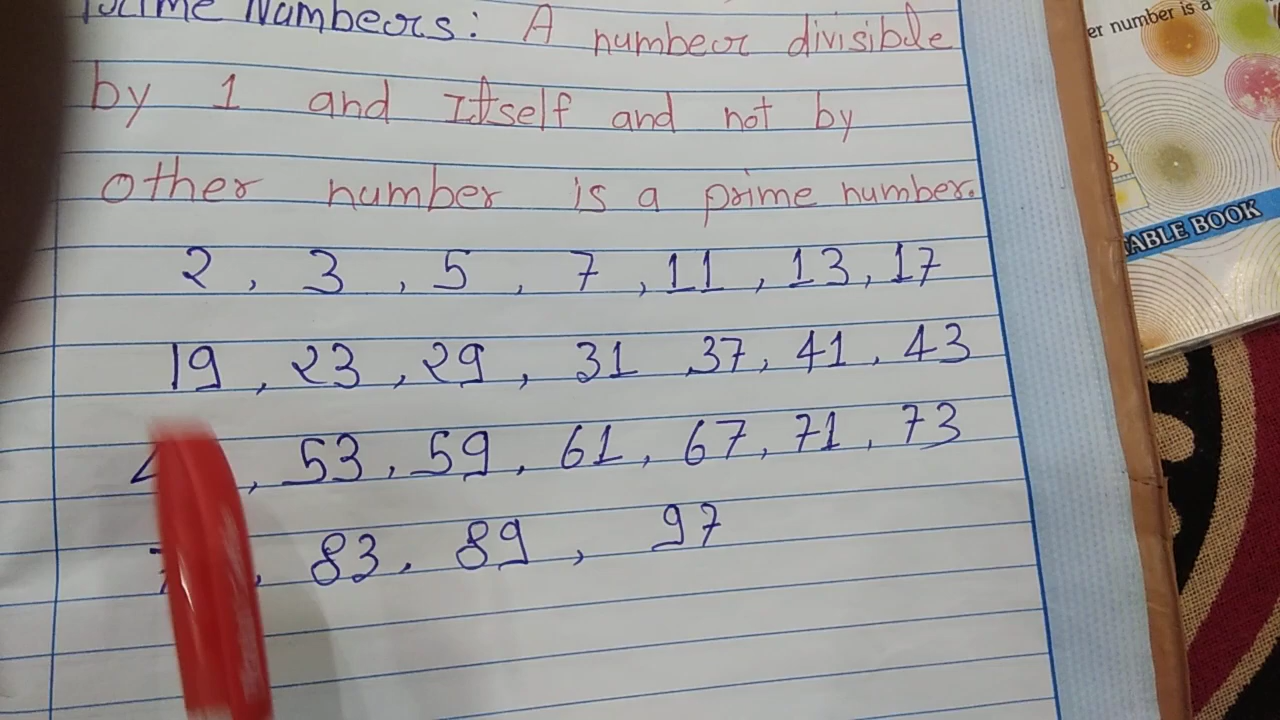 Prime Numbers: A number divisible
by 1 and Itself and not by
other number is a prime number.
2, 3, 5, 7, 11, 13, 17
19, 23, 29, 31 37, 41, 43
, 53, 59, 61, 67, 71, 73
, 83, 89, 97
er number is a
TABLE BOOK